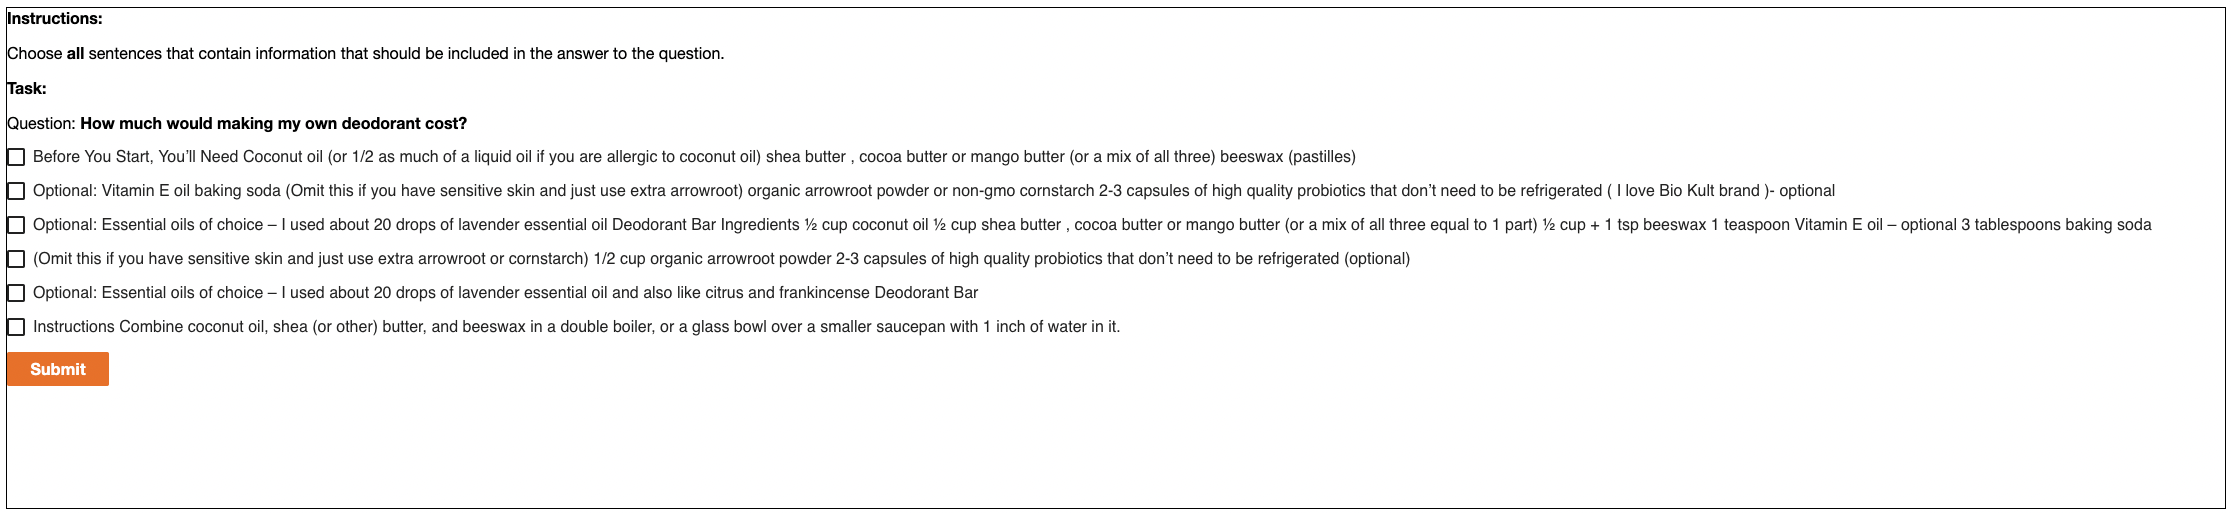 Instructions:
Choose all sentences that contain information that should be included in the answer to the question.
Task:
Question: How much would making my own deodorant cost?
Before You Start, You’ll Need Coconut oil (or 1/2 as much of a liquid oil if you are allergic to coconut oil) shea butter , cocoa butter or mango butter (or a mix of all three) beeswax (pastilles)
Optional: Vitamin E oil baking soda (Omit this if you have sensitive skin and just use extra arrowroot) organic arrowroot powder or non-gmo cornstarch 2-3 capsules of high quality probiotics that don’t need to be refrigerated ( I love Bio Kult brand )- optional
Optional: Essential oils of choice – I used about 20 drops of lavender essential oil Deodorant Bar Ingredients ½ cup coconut oil ½ cup shea butter , cocoa butter or mango butter (or a mix of all three equal to 1 part) ½ cup + 1 tsp beeswax 1 teaspoon Vitamin E oil – optional 3 tablespoons baking soda
(Omit this if you have sensitive skin and just use extra arrowroot or cornstarch) 1/2 cup organic arrowroot powder 2-3 capsules of high quality probiotics that don’t need to be refrigerated (optional)
Optional: Essential oils of choice – I used about 20 drops of lavender essential oil and also like citrus and frankincense Deodorant Bar
Instructions Combine coconut oil, shea (or other) butter, and beeswax in a double boiler, or a glass bowl over a smaller saucepan with 1 inch of water in it.
Submit